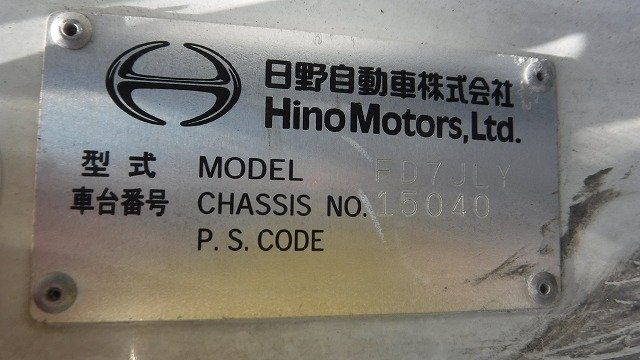 日野自動車株式会社
Hino Motors,Ltd.
型式 MODEL FD7JLY
車台番号 CHASSIS NO. 15040
P.S.CODE